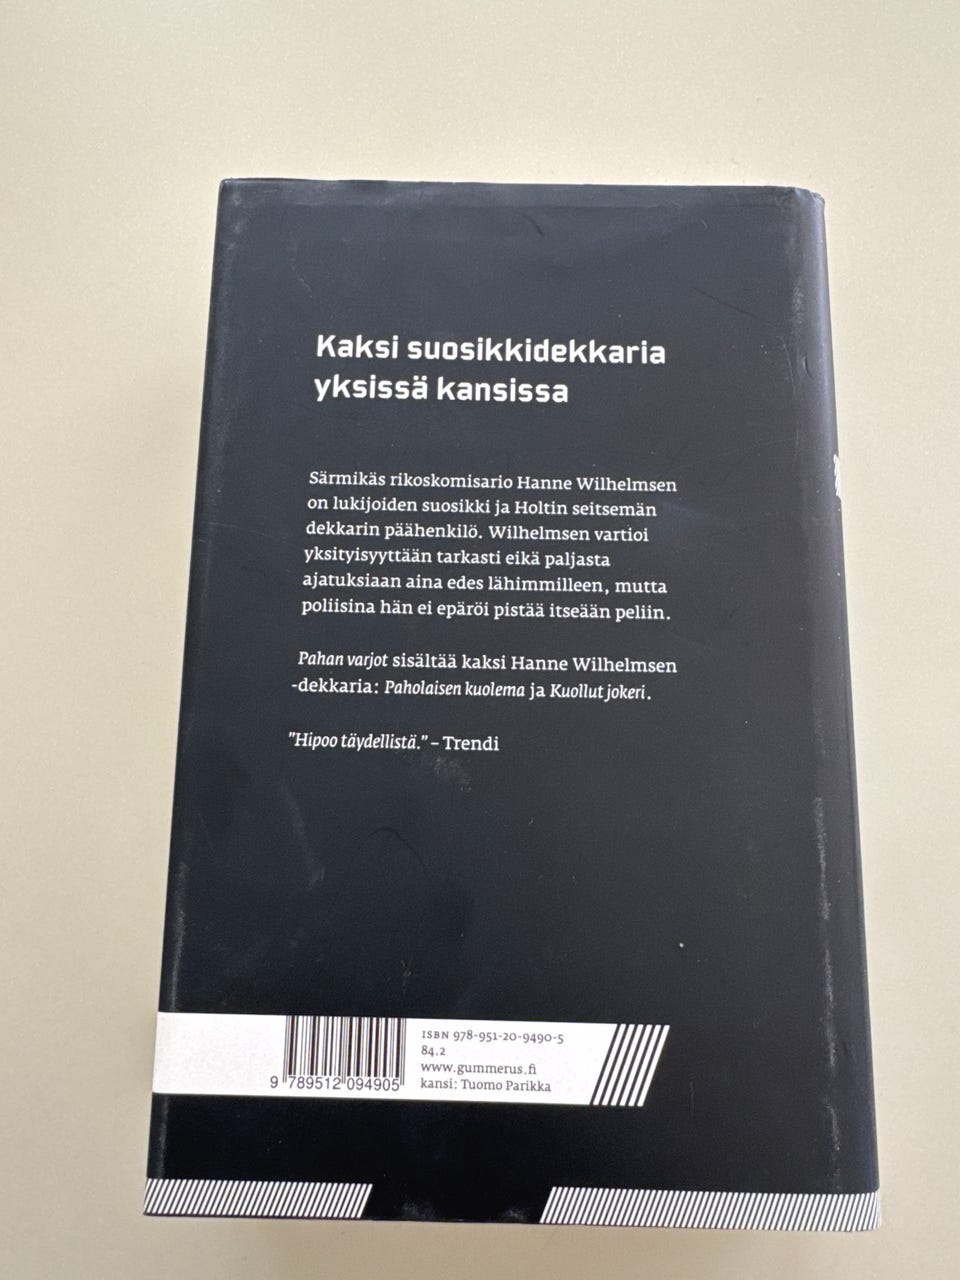 Kaksi suosikkidekkaria
yksissä kansissa
Särmikäs rikoskomisario Hanne Wilhelmsen
on lukijoiden suosikki ja Holtin seitsemän
dekkarin päähenkilö. Wilhelmsen vartioi
yksityisyyttään tarkasti eikä paljasta
ajatuksiaan aina edes lähimmilleen, mutta
poliisina hän ei epäröi pistää itseään peliin.
Pahan varjot sisältää kaksi Hanne Wilhelmsen
-dekkaria: Paholaisen kuolema ja Kuollut jokeri.
"Hipoo täydellistä." – Trendi
ISBN 978-951-20-9490-5
84.2
www.gummerus.fi
kansi: Tuomo Parikka
9 789512 094905